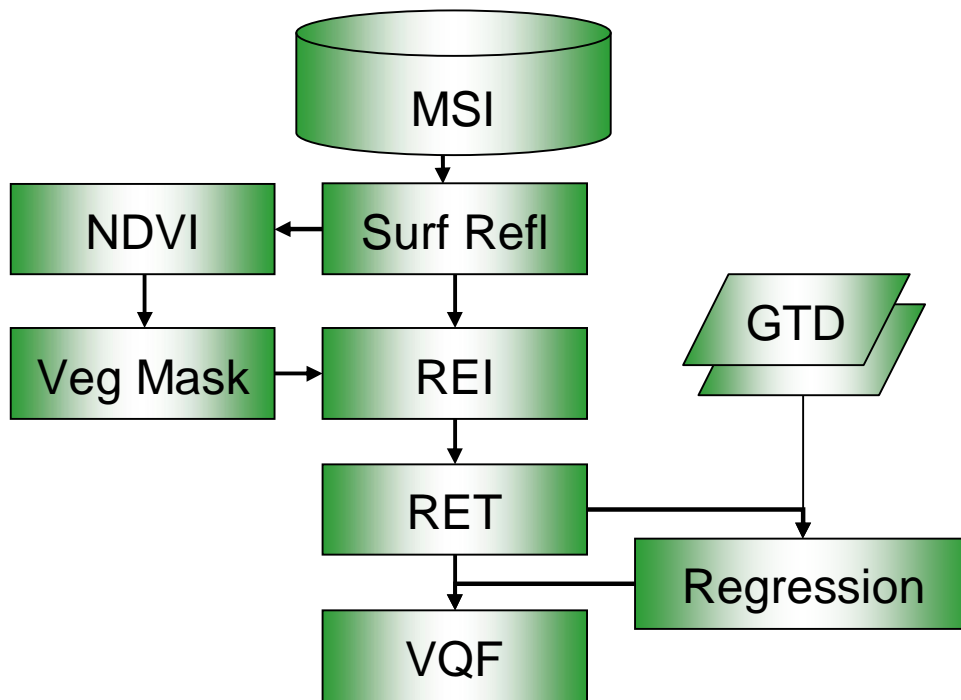 MSI
NDVI
Surf Refl
Veg Mask
REI
GTD
RET
Regression
VQF